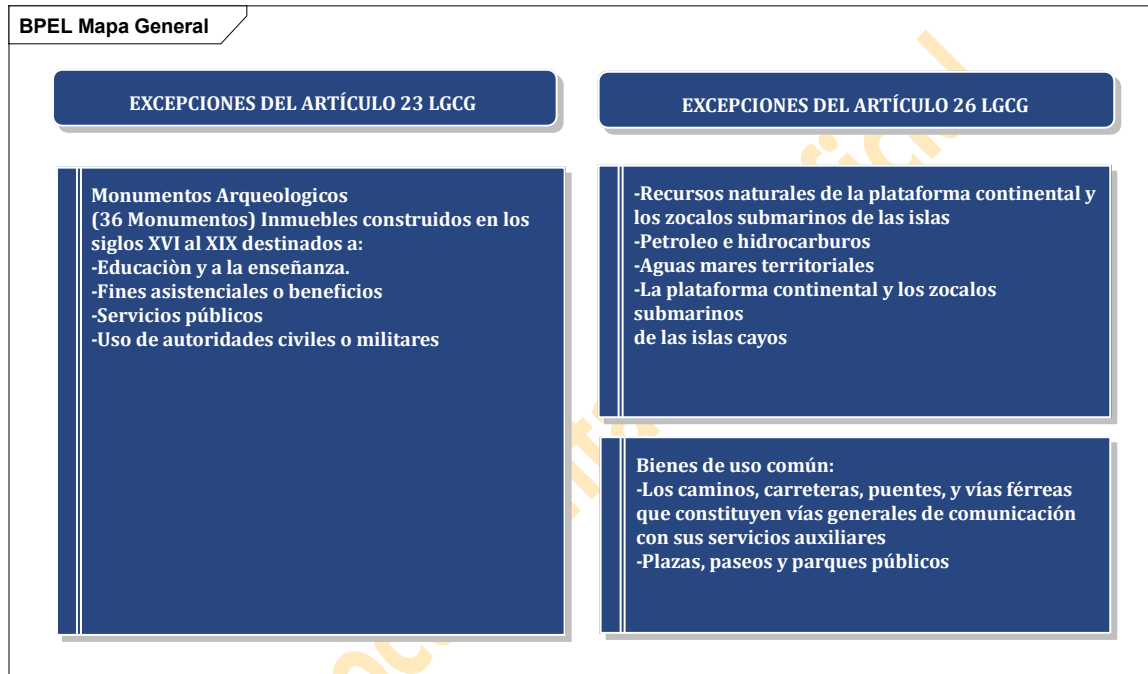 BPEL Mapa General
EXCEPCIONES DEL ARTÍCULO 23 LGCG
EXCEPCIONES DEL ARTÍCULO 26 LGCG
Monumentos Arqueologicos
(36 Monumentos) Inmuebles construidos en los
siglos XVI al XIX destinados a:
-Educaciòn y a la enseñanza.
-Fines asistenciales o beneficios
-Servicios públicos
-Uso de autoridades civiles o militares
-Recursos naturales de la plataforma continental y
los zocalos submarinos de las islas
-Petroleo e hidrocarburos
-Aguas mares territoriales
-La plataforma continental y los zocalos
submarinos
de las islas cayos
Bienes de uso común:
-Los caminos, carreteras, puentes, y vías férreas
que constituyen vías generales de comunicación
con sus servicios auxiliares
-Plazas, paseos y parques públicos